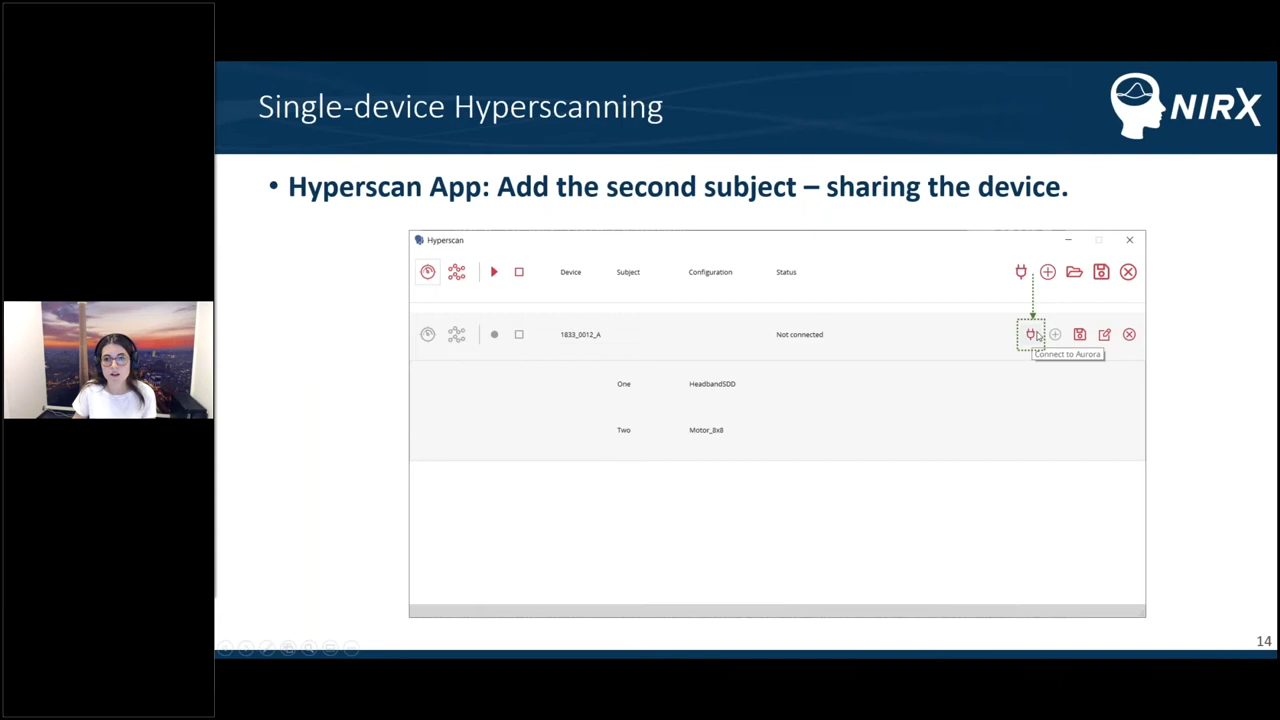 Single-device Hyperscanning
NIRX
• Hyperscan App: Add the second subject – sharing the device.
Hyperscan
Device Subject Configuration Status
1833_0012_A Not connected
Connect to Aurora
One HeadbandSDD
Two Motor_8x8
14